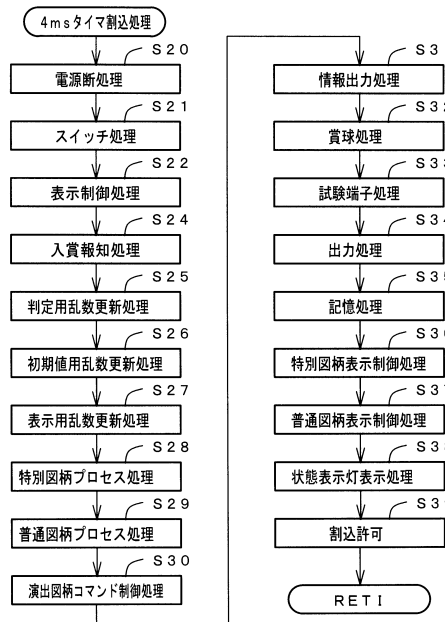 4msタイマ割込処理
S20
電源断処理
S21
スイッチ処理
S22
表示制御処理
S24
入賞報知処理
S25
判定用乱数更新処理
S26
初期値用乱数更新処理
S27
表示用乱数更新処理
S28
特別図柄プロセス処理
S29
普通図柄プロセス処理
S30
演出図柄コマンド制御処理
S3
情報出力処理
S32
賞球処理
S33
試験端子処理
S34
出力処理
S35
記憶処理
特別図柄表示制御処理
普通図柄表示制御処理
状態表示灯表示処理
割込許可
RETI